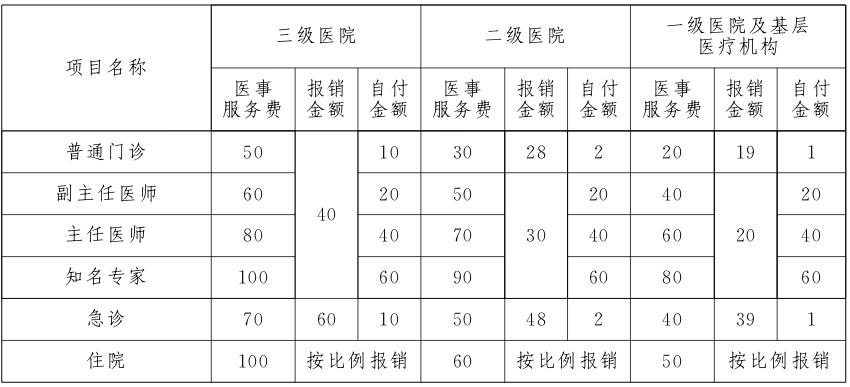 项目名称 三级医院 二级医院 一级医院及基层
医疗机构
医事 报销 自付 医事 报销 自付 医事 报销 自付
服务费 金额 金额 服务费 金额 金额 服务费 金额 金额
普通门诊 50 10 30 28 2 20 19 1
副主任医师 60 20 50 20 40 20
40
主任医师 80 40 70 30 40 60 20 40
知名专家 100 60 90 60 80 60
急诊 70 60 10 50 48 2 40 39 1
住院 100 按比例报销 60 按比例报销 50 按比例报销